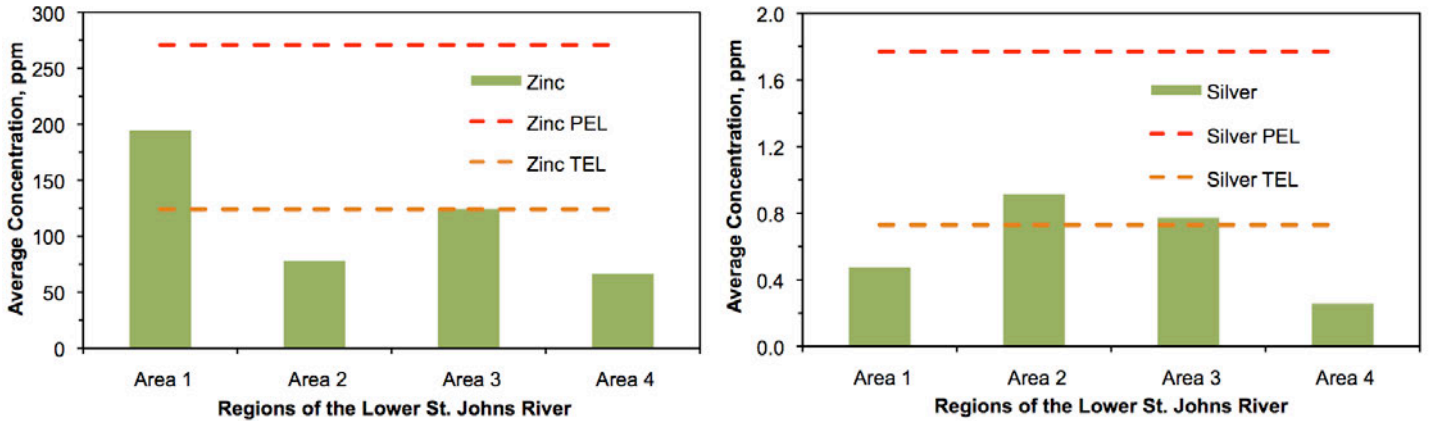 Average Concentration, ppm
300
250
200
150
100
50
0
Zinc
Zinc PEL
Zinc TEL
Area 1 Area 2 Area 3 Area 4
Regions of the Lower St. Johns River
Average Concentration, ppm
2.0
1.6
1.2
0.8
0.4
0.0
Silver
Silver PEL
Silver TEL
Area 1 Area 2 Area 3 Area 4
Regions of the Lower St. Johns River